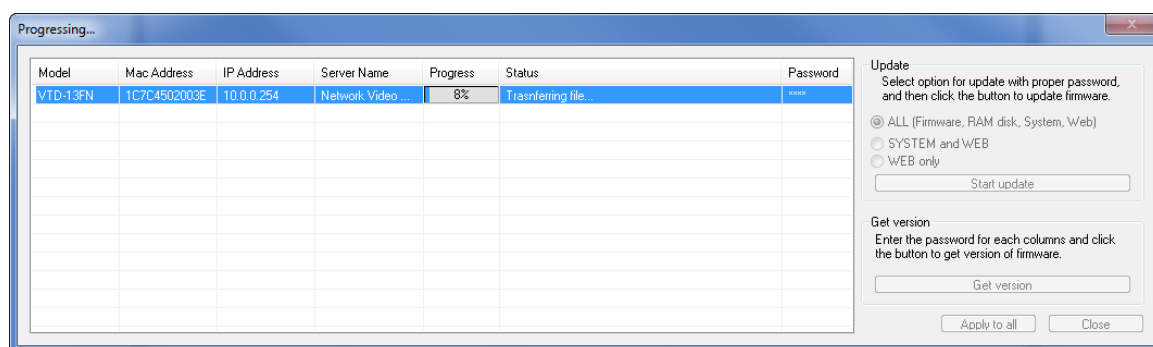 Progressing...
Model Mac Address IP Address Server Name Progress Status Password
VTD-13FN 1C7C4502003E 10.0.0.254 Network Video ... 8% Trasnferring file... ****
Update
Select option for update with proper password,
and then click the button to update firmware.
ALL (Firmware, RAM disk, System, Web)
SYSTEM and WEB
WEB only
Start update
Get version
Enter the password for each columns and click
the button to get version of firmware.
Get version
Apply to all Close